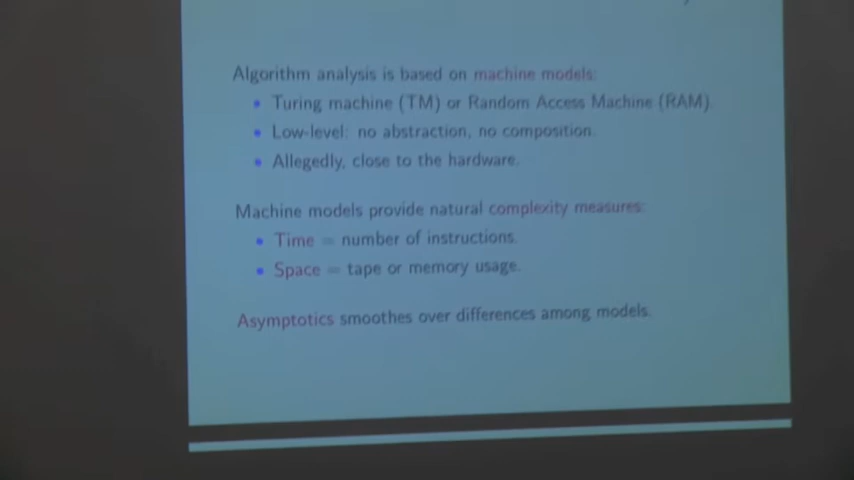 Algorithm analysis is based on machine models:
• Turing machine (TM) or Random Access Machine (RAM).
• Low-level: no abstraction, no composition.
• Allegedly, close to the hardware.
Machine models provide natural complexity measures:
• Time = number of instructions.
• Space = tape or memory usage.
Asymptotics smoothes over differences among models.